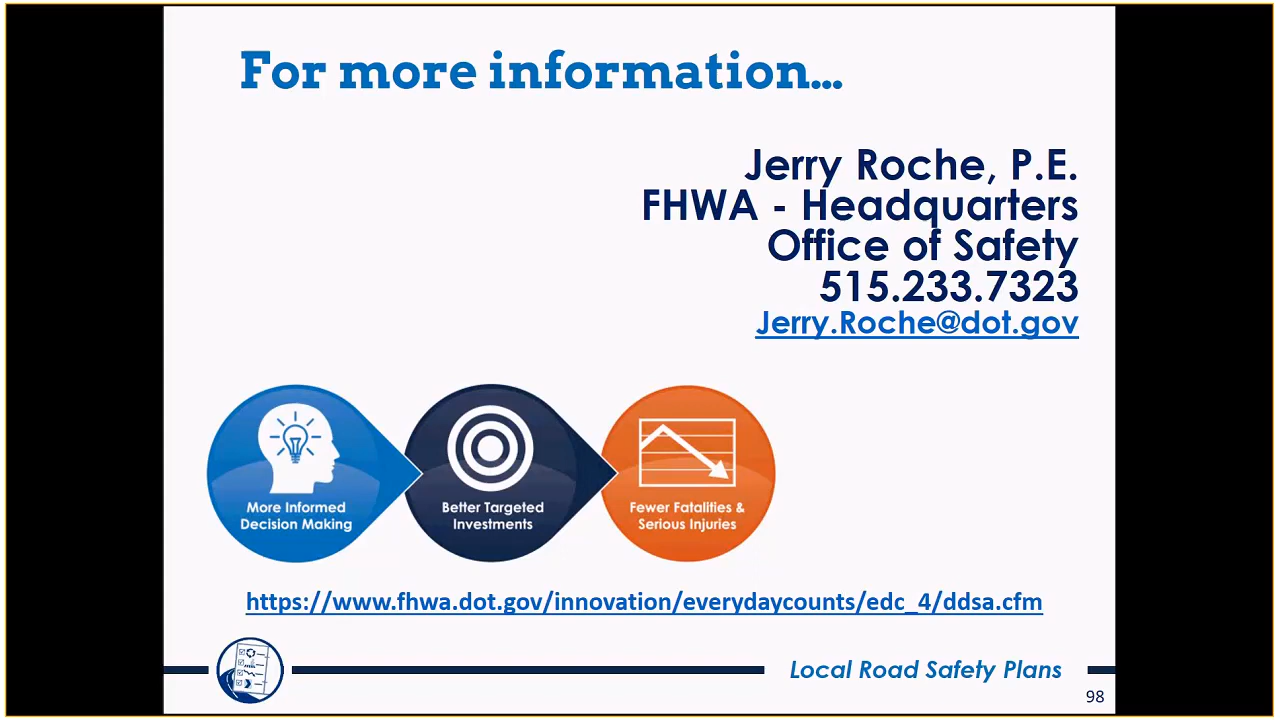 For more information...
Jerry Roche, P.E.
FHWA - Headquarters
Office of Safety
515.233.7323
Jerry.Roche@dot.gov
More Informed
Decision Making
Better Targeted
Investments
Fewer Fatalities &
Serious Injuries
https://www.fhwa.dot.gov/innovation/everydaycounts/edc_4/ddsa.cfm
Local Road Safety Plans
98